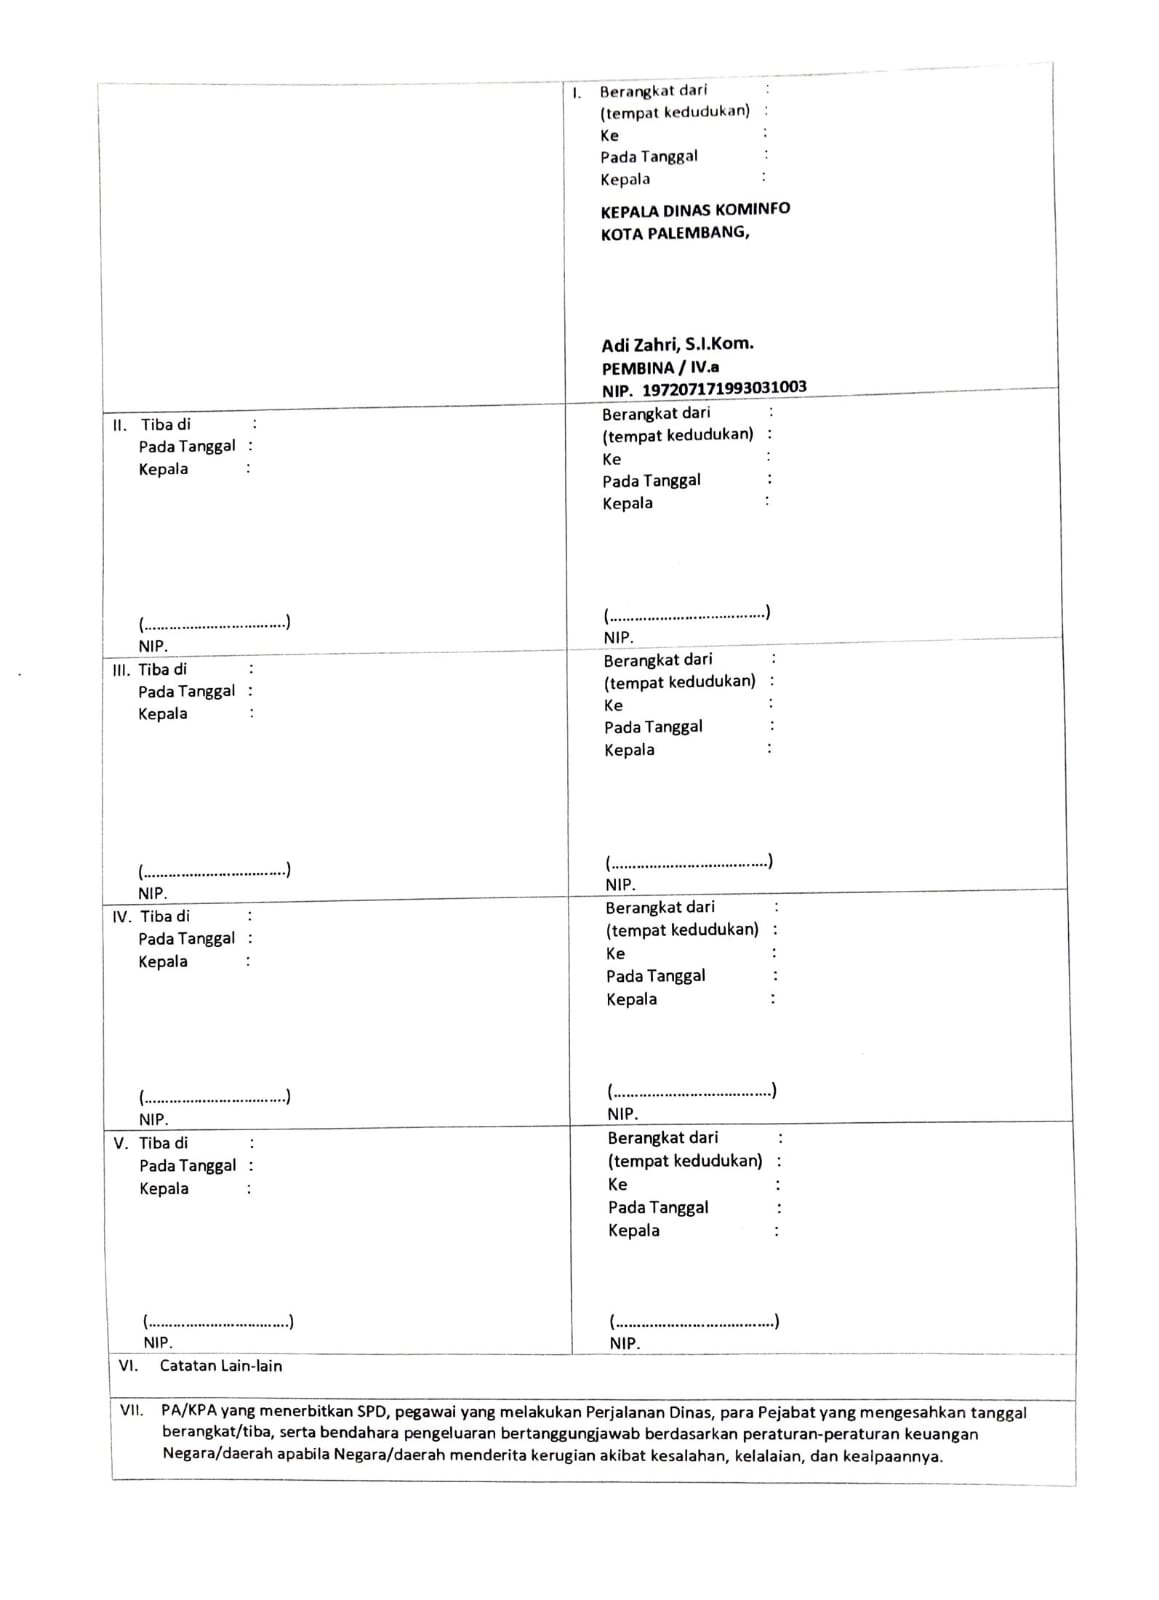 I. Berangkat dari :
(tempat kedudukan) :
Ke :
Pada Tanggal :
Kepala :
KEPALA DINAS KOMINFO
KOTA PALEMBANG,
Adi Zahri, S.I.Kom.
PEMBINA / IV.a
NIP. 197207171993031003
II. Tiba di :
Pada Tanggal :
Kepala :
(..................................)
NIP.
Berangkat dari :
(tempat kedudukan) :
Ke :
Pada Tanggal :
Kepala :
(.....................................)
NIP.
III. Tiba di :
Pada Tanggal :
Kepala :
(..................................)
NIP.
Berangkat dari :
(tempat kedudukan) :
Ke :
Pada Tanggal :
Kepala :
(.....................................)
NIP.
IV. Tiba di :
Pada Tanggal :
Kepala :
(..................................)
NIP.
Berangkat dari :
(tempat kedudukan) :
Ke :
Pada Tanggal :
Kepala :
(.....................................)
NIP.
V. Tiba di :
Pada Tanggal :
Kepala :
(..................................)
NIP.
Berangkat dari :
(tempat kedudukan) :
Ke :
Pada Tanggal :
Kepala :
(.....................................)
NIP.
VI. Catatan Lain-lain
VII. PA/KPA yang menerbitkan SPD, pegawai yang melakukan Perjalanan Dinas, para Pejabat yang mengesahkan tanggal
berangkat/tiba, serta bendahara pengeluaran bertanggungjawab berdasarkan peraturan-peraturan keuangan
Negara/daerah apabila Negara/daerah menderita kerugian akibat kesalahan, kelalaian, dan kealpaannya.